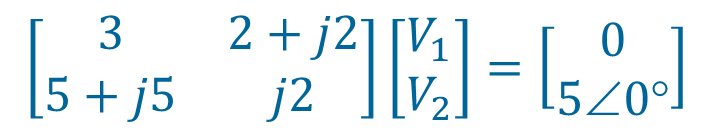 [3 2 + j2] [V₁] = [0]
[5 + j5 j2] [V₂] [5∠0°]